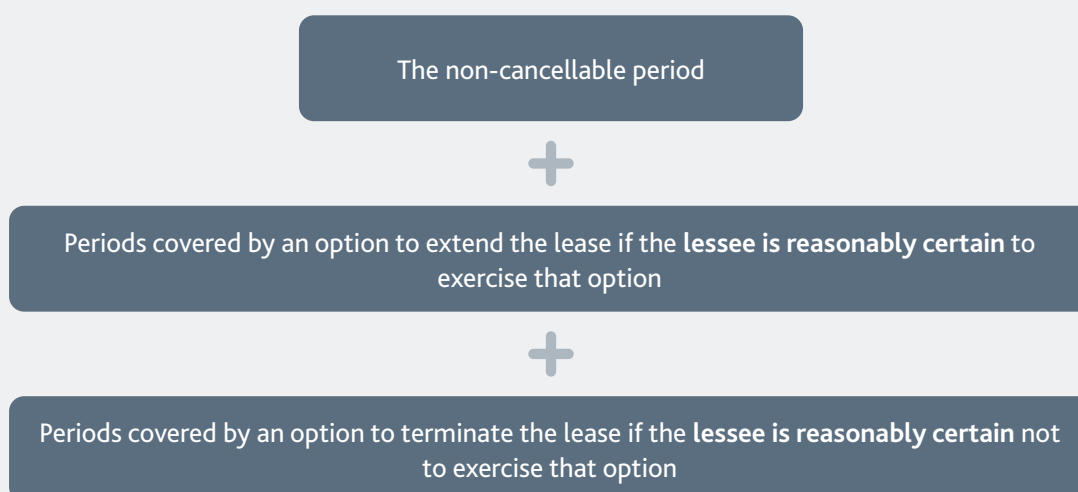 The non-cancellable period
Periods covered by an option to extend the lease if the lessee is reasonably certain to
exercise that option
Periods covered by an option to terminate the lease if the lessee is reasonably certain not
to exercise that option